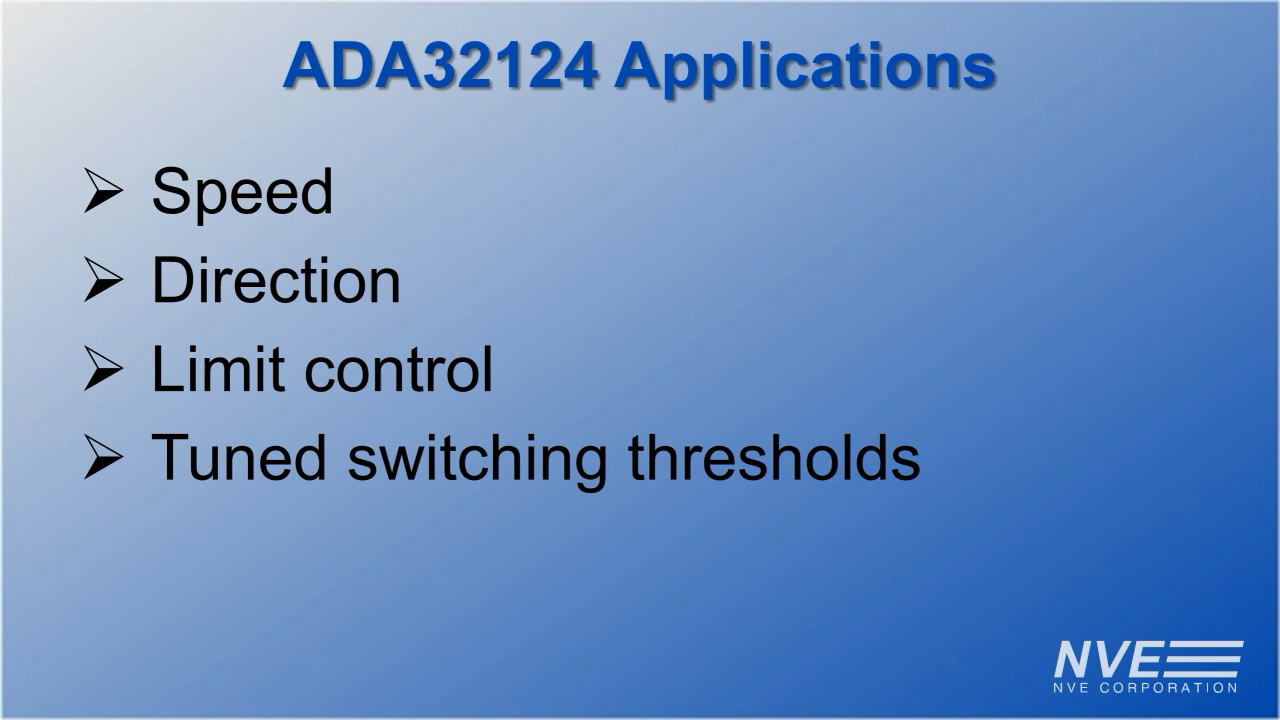 ADA32124 Applications
Speed
Direction
Limit control
Tuned switching thresholds
NVE
NVE CORPORATION